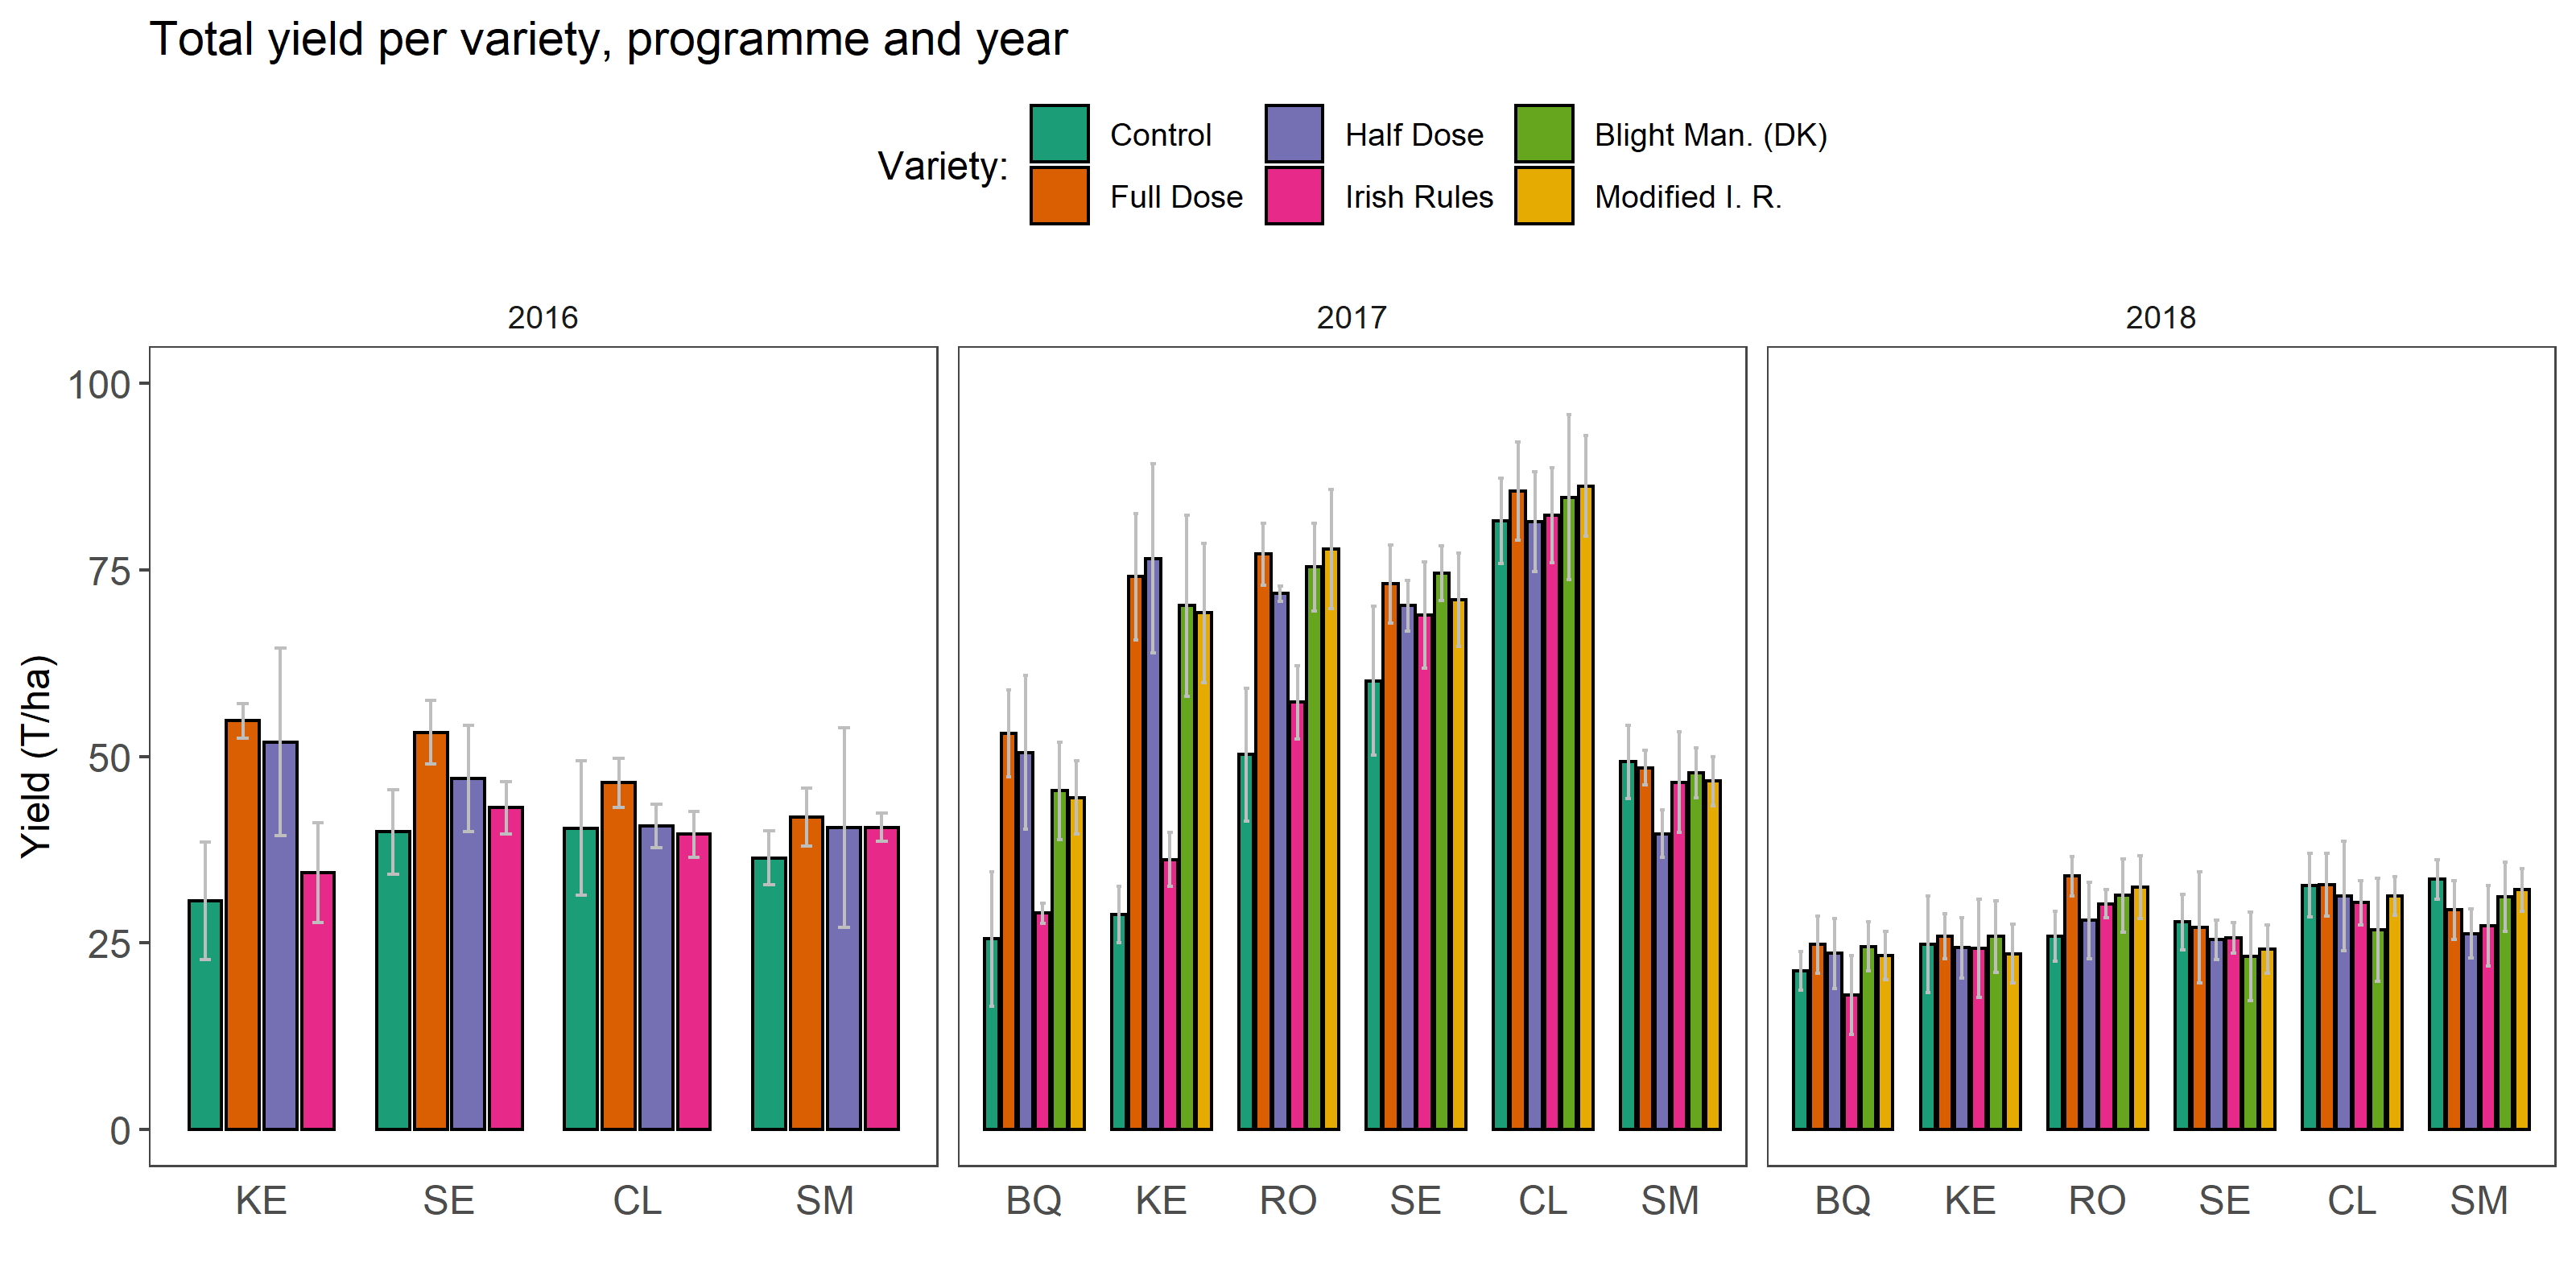 Total yield per variety, programme and year
Variety:
Control
Half Dose
Blight Man. (DK)
Full Dose
Irish Rules
Modified I. R.
2016
2017
2018
Yield (T/ha)
100
75
50
25
0
KE SE CL SM
BQ KE RO SE CL SM
BQ KE RO SE CL SM